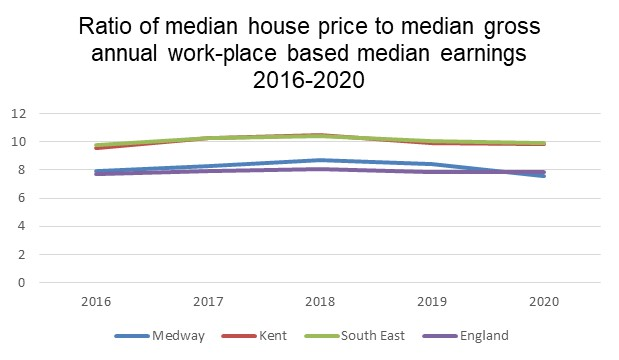 Ratio of median house price to median gross
annual work-place based median earnings
2016-2020
12
10
8
6
4
2
0
2016 2017 2018 2019 2020
Medway Kent South East England